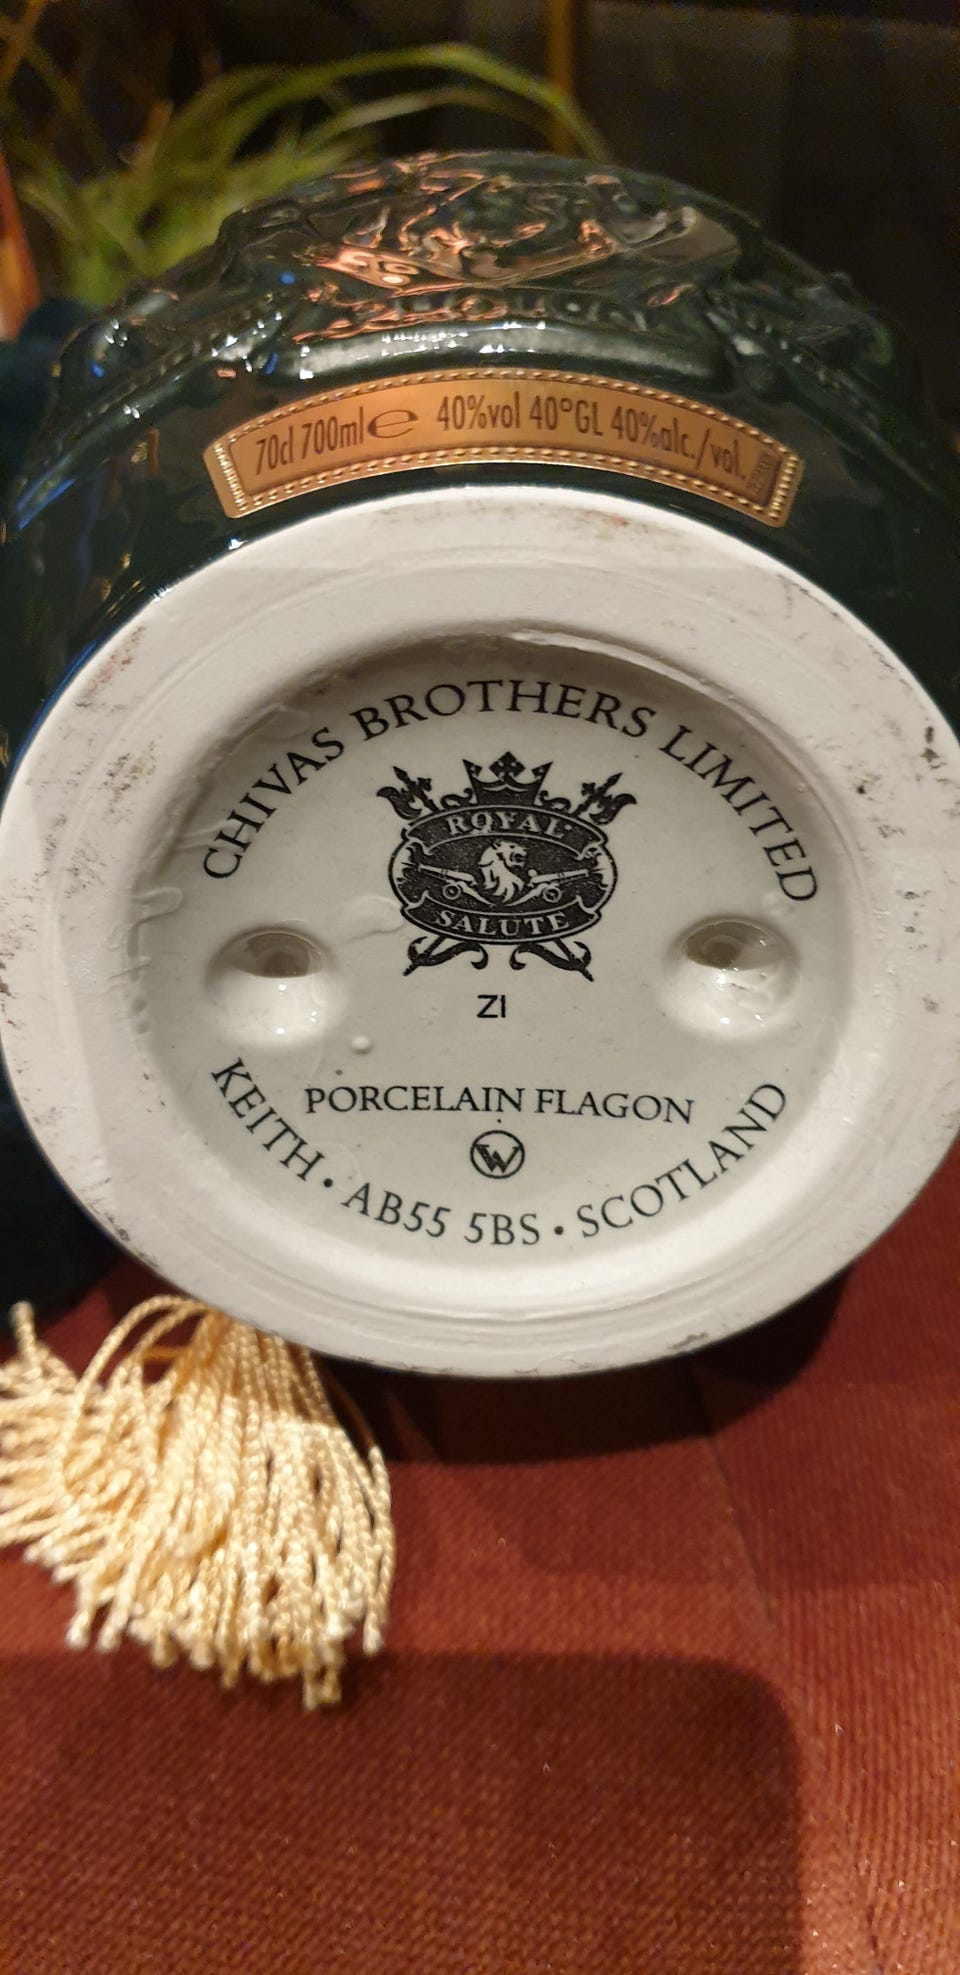 70cl 700ml e 40%vol 40°GL 40%alc./vol.
CHIVAS BROTHERS LIMITED
ROYAL
SALUTE
ZI
PORCELAIN FLAGON
W
KEITH · AB55 5BS · SCOTLAND